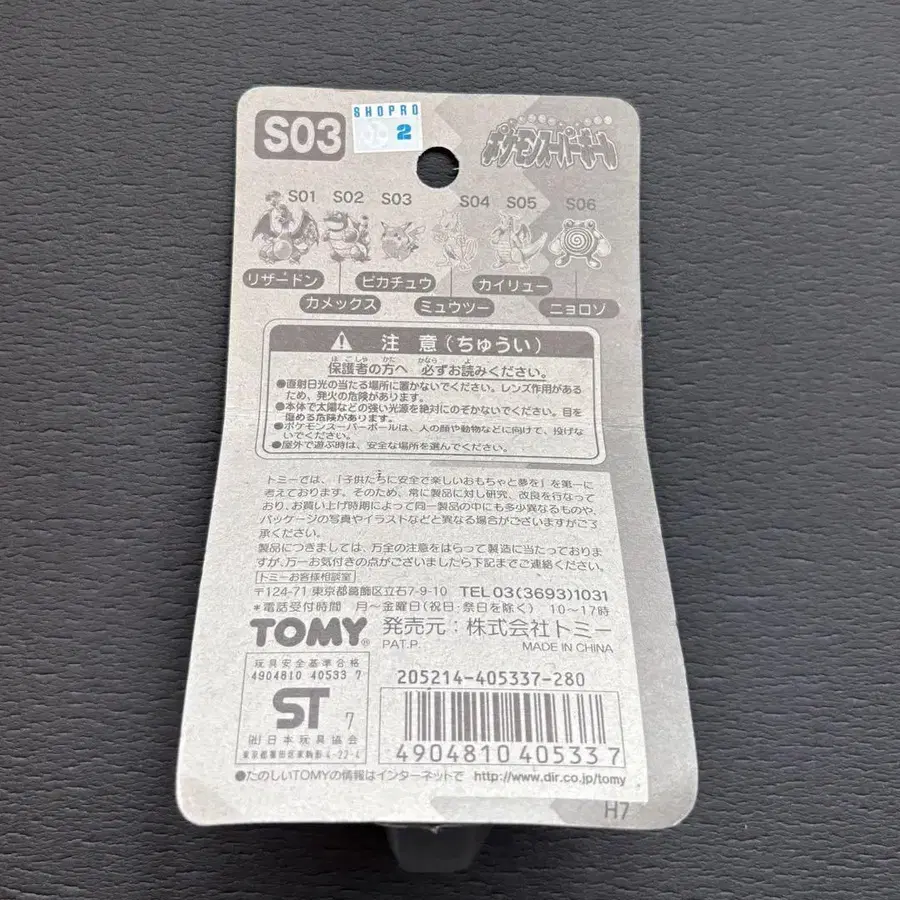 S03
SHOPRO
2
ポケモンスーパーボール
S01 S02 S03 S04 S05 S06
リザードン
ピカチュウ
カイリュー
カメックス
ミュウツー
ニョロゾ
注 意(ちゅうい)
保護者の方へ 必ずお読みください。
●直射日光の当たる場所に置かないでください。レンズ作用がある
ため、発火の危険があります。
●本体で太陽などの強い光源を絶対にのぞかないでください。目を
傷める危険があります。
●ポケモンスーパーボールは、人の顔や動物などに向けて、投げな
いでください。
●屋外で遊ぶ時は、安全な場所を選んでください。
トミーでは、「子供たちに安全で楽しいおもちゃと夢を」を第一に
考えております。そのため、常に製品に対し研究、改良を行なって
おり、お買い上げ時期によって同一製品の中にも多少異なるものや、
パッケージの写真やイラストなどと異なる場合がございますがご了
承ください。
製品につきましては、万全の注意をはらって製造に当たっておりま
すが、万一お気付きの点がございましたら下記までご連絡ください。
トミーお客様相談室
〒124-71 東京都葛飾区立石7-9-10 TEL 03(3693)1031
*電話受付時間 月〜金曜日(祝日・祭日を除く) 10〜17時
TOMY® 発売元:株式会社トミー
PAT.P. MADE IN CHINA
玩具安全基準合格
4904810 40533 7
ST 7
(社)日本玩具協会
東京都墨田区東駒形4-22-4
205214-405337-280
4904810 405337
●たのしいTOMYの情報はインターネットで http://www.dir.co.jp/tomy
H7